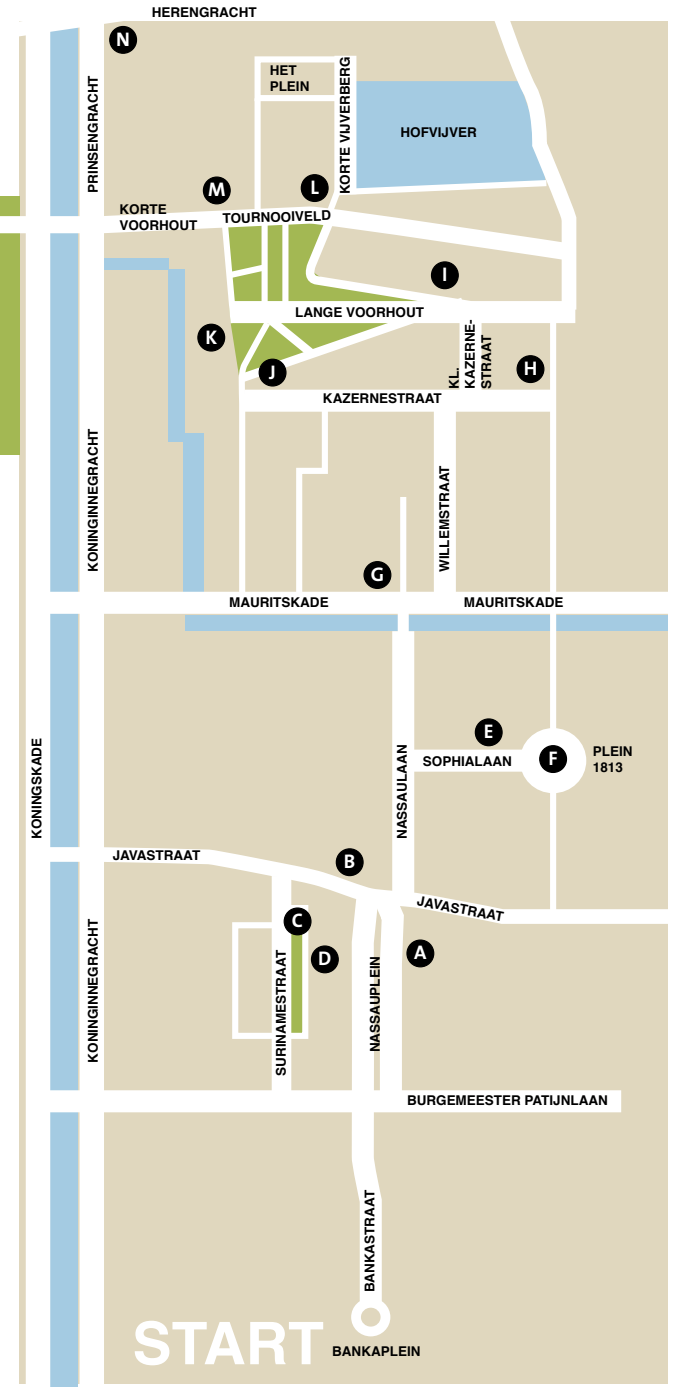 HERENGRACHT
N
HET
PLEIN
KORTE VIJVERBERG
PRINSENGRACHT
HOFVIJVER
M
L
KORTE
VOORHOUT
TOURNOOIVELD
I
LANGE VOORHOUT
K
J
KL.
KAZERNE-
STRAAT
H
KAZERNESTRAAT
KONINGINNEGRACHT
WILLEMSTRAAT
G
MAURITSKADE
MAURITSKADE
KONINGSKADE
NASSAULAAN
E
SOPHIALAAN
F
PLEIN
1813
JAVASTRAAT
B
JAVASTRAAT
C
D
A
KONINGINNEGRACHT
SURINAMESTRAAT
NASSAUPLEIN
BURGEMEESTER PATIJNLAAN
BANKASTRAAT
START
BANKAPLEIN